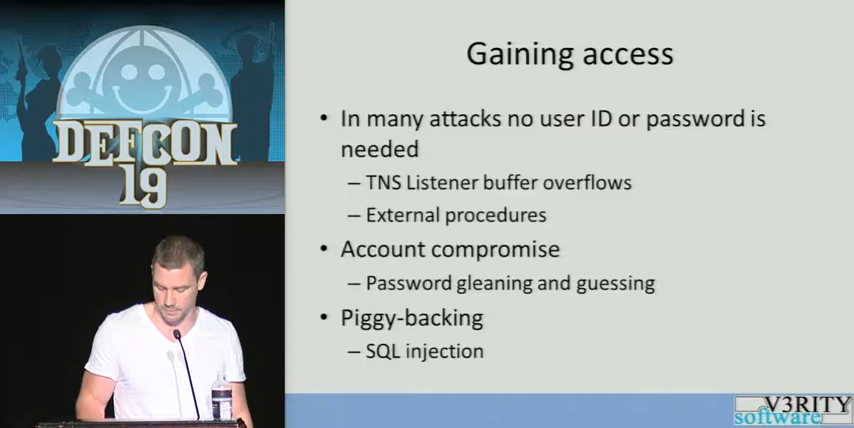 DEFCON
19
Gaining access
• In many attacks no user ID or password is
needed
– TNS Listener buffer overflows
– External procedures
• Account compromise
– Password gleaning and guessing
• Piggy-backing
– SQL injection
V3RITY
software